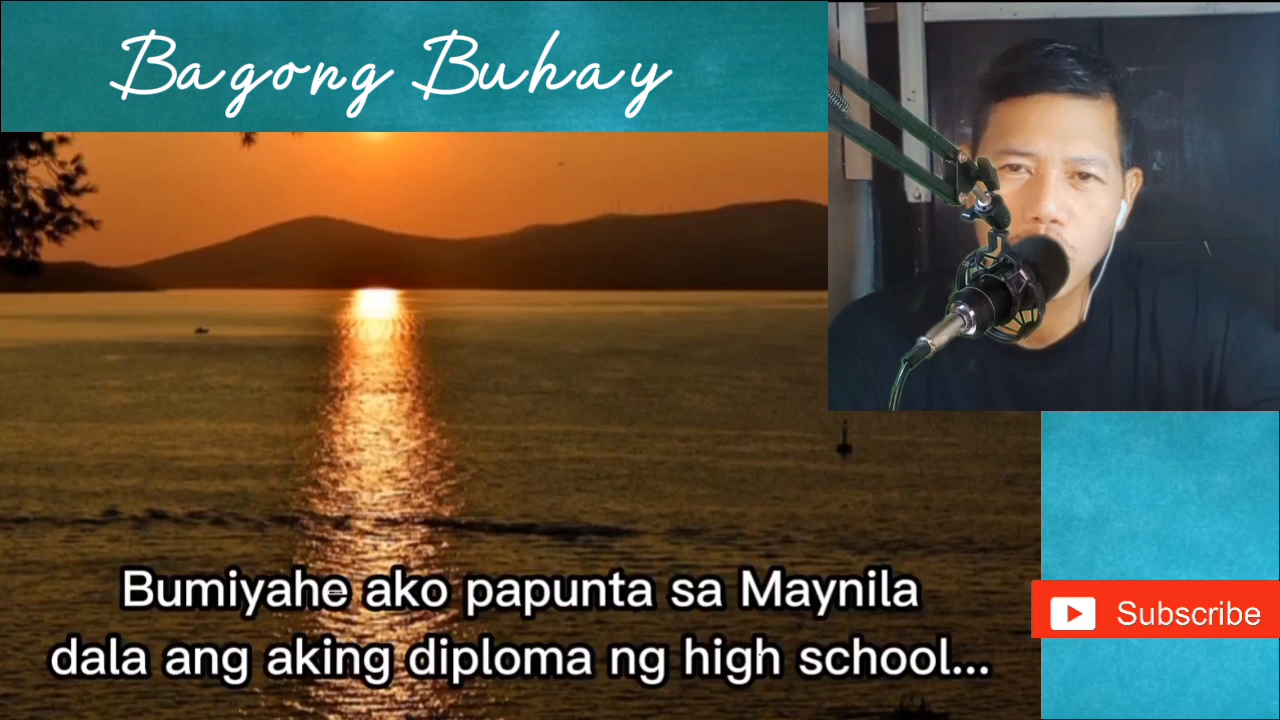 Bagong Buhay
Bumiyahe ako papunta sa Maynila
dala ang aking diploma ng high school...
Subscribe